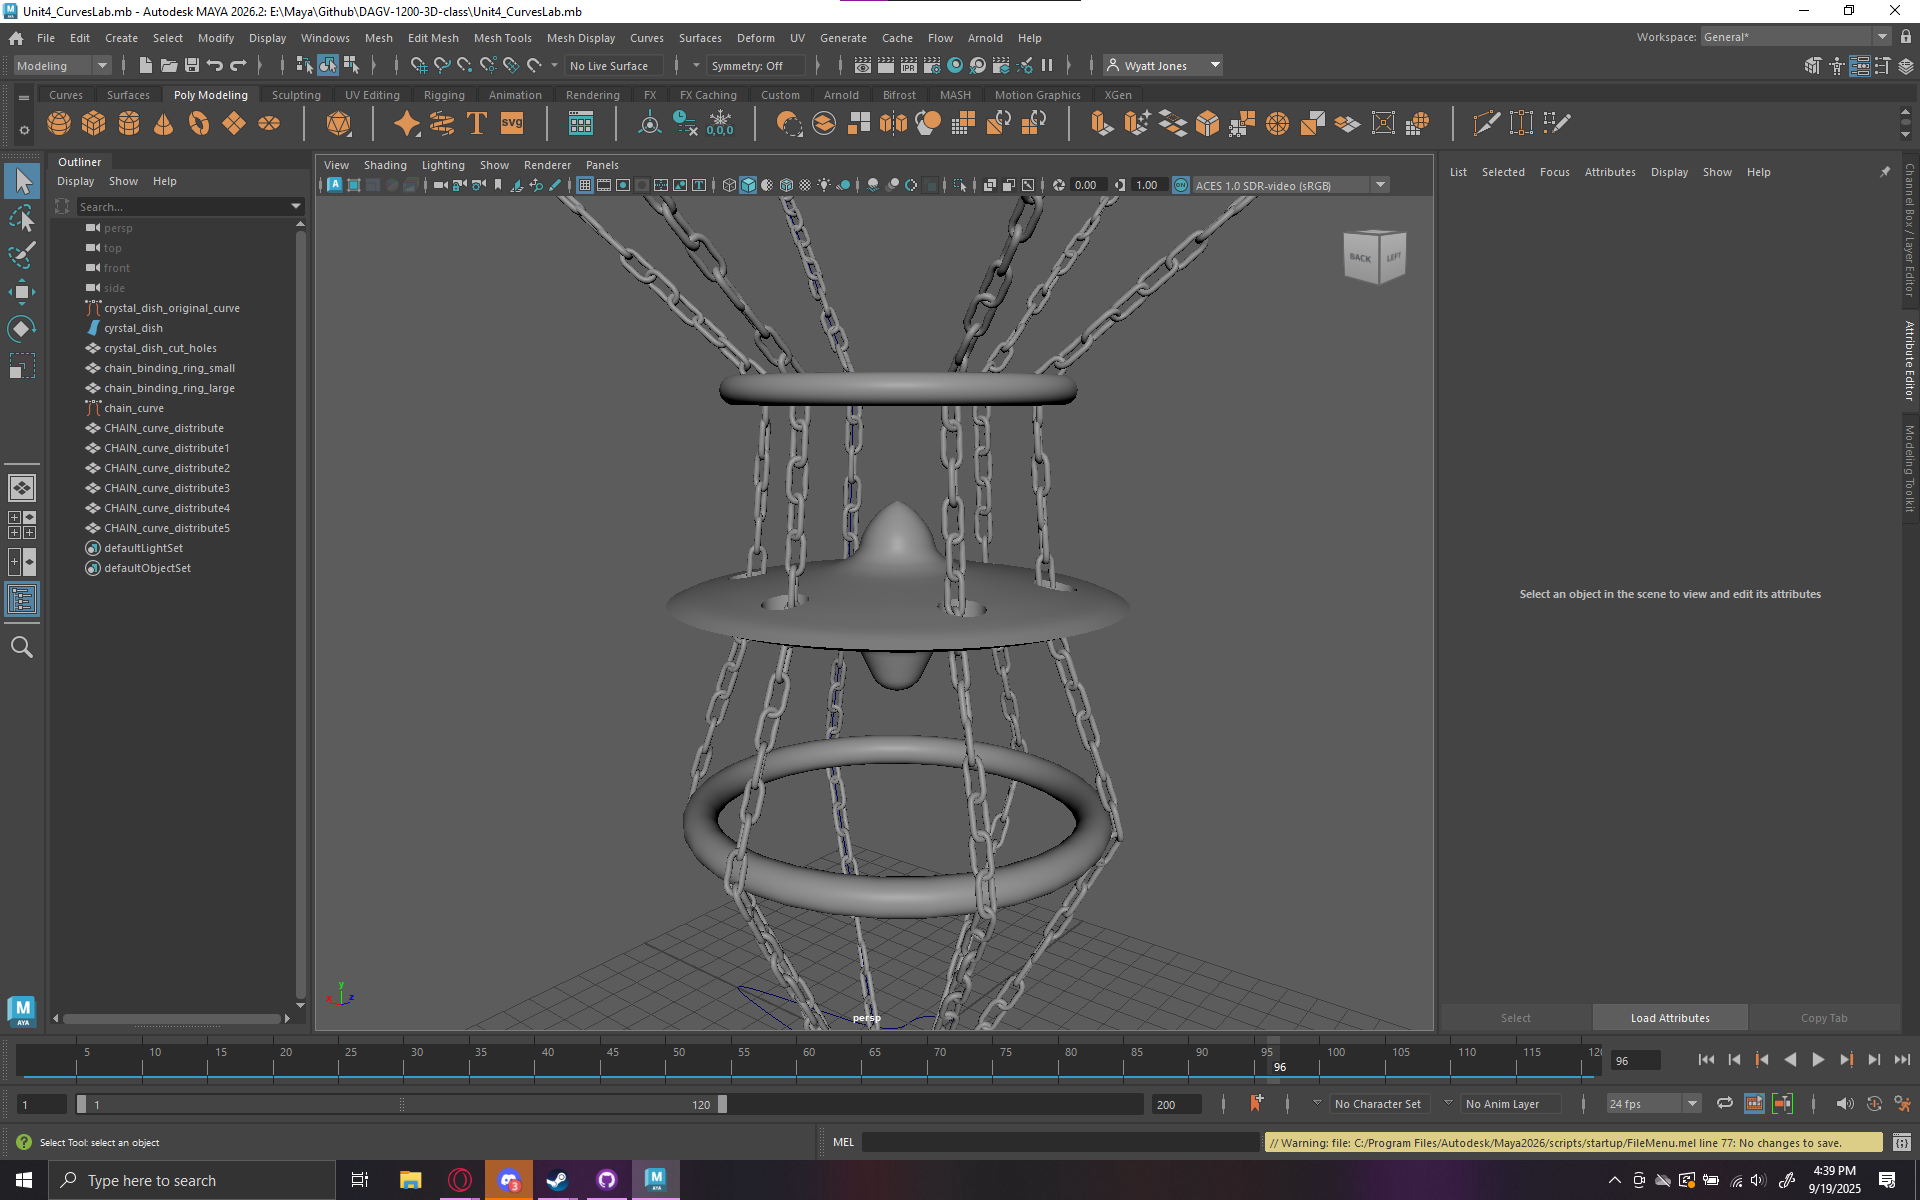 Unit4_CurvesLab.mb - Autodesk MAYA 2026.2: E:\Maya\Github\DAGV-1200-3D-class\Unit4_CurvesLab.mb
File Edit Create Select Modify Display Windows Mesh Edit Mesh Mesh Tools Mesh Display Curves Surfaces Deform UV Generate Cache Flow Arnold Help
Workspace: General*
Modeling No Live Surface Symmetry: Off Wyatt Jones
Curves Surfaces Poly Modeling Sculpting UV Editing Rigging Animation Rendering FX FX Caching Custom Arnold Bifrost MASH Motion Graphics XGen
T SVG 0,0,0
Outliner
Display Show Help
Search...
persp
top
front
side
crystal_dish_original_curve
cyrstal_dish
crystal_dish_cut_holes
chain_binding_ring_small
chain_binding_ring_large
chain_curve
CHAIN_curve_distribute
CHAIN_curve_distribute1
CHAIN_curve_distribute2
CHAIN_curve_distribute3
CHAIN_curve_distribute4
CHAIN_curve_distribute5
defaultLightSet
defaultObjectSet
View Shading Lighting Show Renderer Panels
0.00 1.00 ACES 1.0 SDR-video (sRGB)
BACK LEFT
y
x z
persp
List Selected Focus Attributes Display Show Help
Select an object in the scene to view and edit its attributes
Select Load Attributes Copy Tab
Channel Box / Layer Editor
Attribute Editor
Modeling Toolkit
M
AYA
5 10 15 20 25 30 35 40 45 50 55 60 65 70 75 80 85 90 95 100 105 110 115 120
96
96
1 1 120 200 No Character Set No Anim Layer 24 fps
Select Tool: select an object
MEL
// Warning: file: C:/Program Files/Autodesk/Maya2026/scripts/startup/FileMenu.mel line 77: No changes to save.
Type here to search
3
4:39 PM
9/19/2025